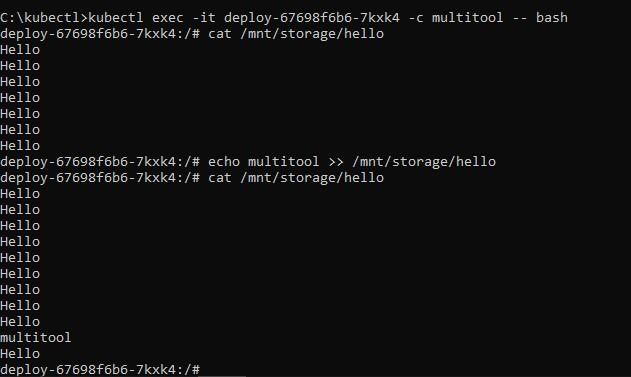 C:\kubectl>kubectl exec -it deploy-67698f6b6-7kxk4 -c multitool -- bash
deploy-67698f6b6-7kxk4:/# cat /mnt/storage/hello
Hello
Hello
Hello
Hello
Hello
Hello
Hello
deploy-67698f6b6-7kxk4:/# echo multitool >> /mnt/storage/hello
deploy-67698f6b6-7kxk4:/# cat /mnt/storage/hello
Hello
Hello
Hello
Hello
Hello
Hello
Hello
Hello
Hello
multitool
Hello
deploy-67698f6b6-7kxk4:/#